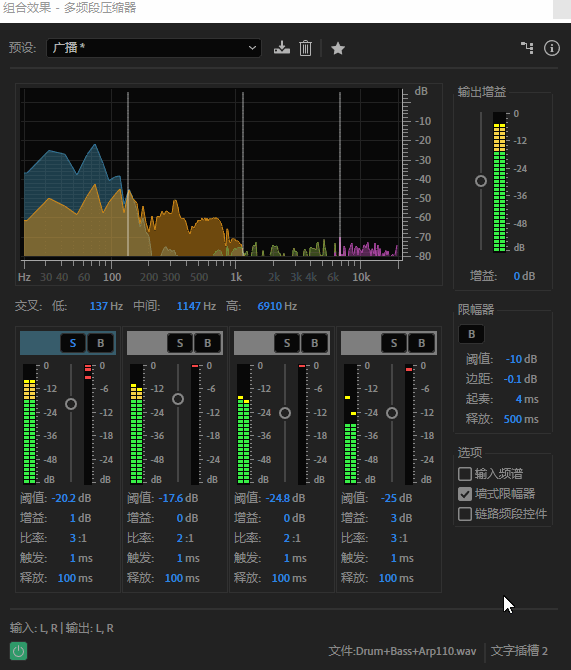 组合效果 - 多频段压缩器
预设: 广播 *
dB
-10
-20
-30
-40
-50
-60
-70
-80
Hz 30 40 60 100 200 300 500 1k 2k 3k 4k 6k 10k
交叉: 低: 137 Hz 中间: 1147 Hz 高: 6910 Hz
S B S B S B S B
0 0 0 0
-12 -6 -12 -6 -12 -6 -12 -6
-24 -12 -24 -12 -24 -12 -24 -12
-36 -18 -36 -18 -36 -18 -36 -18
-48 -24 -48 -24 -48 -24 -48 -24
dB dB dB dB
阈值: -20.2 dB 阈值: -17.6 dB 阈值: -24.8 dB 阈值: -25 dB
增益: 1 dB 增益: 0 dB 增益: 0 dB 增益: 0 dB
比率: 3 :1 比率: 2 :1 比率: 2 :1 比率: 3 :1
触发: 1 ms 触发: 1 ms 触发: 1 ms 触发: 1 ms
释放: 100 ms 释放: 100 ms 释放: 100 ms 释放: 100 ms
输出增益
0
-12
-24
-36
-48
dB
增益: 0 dB
限幅器
B
阈值: -10 dB
边距: -0.1 dB
起奏: 4 ms
释放: 500 ms
选项
输入频谱
墙式限幅器
链路频段控件
输入: L, R | 输出: L, R
文件:Drum+Bass+Arp110.wav 文字插槽 2